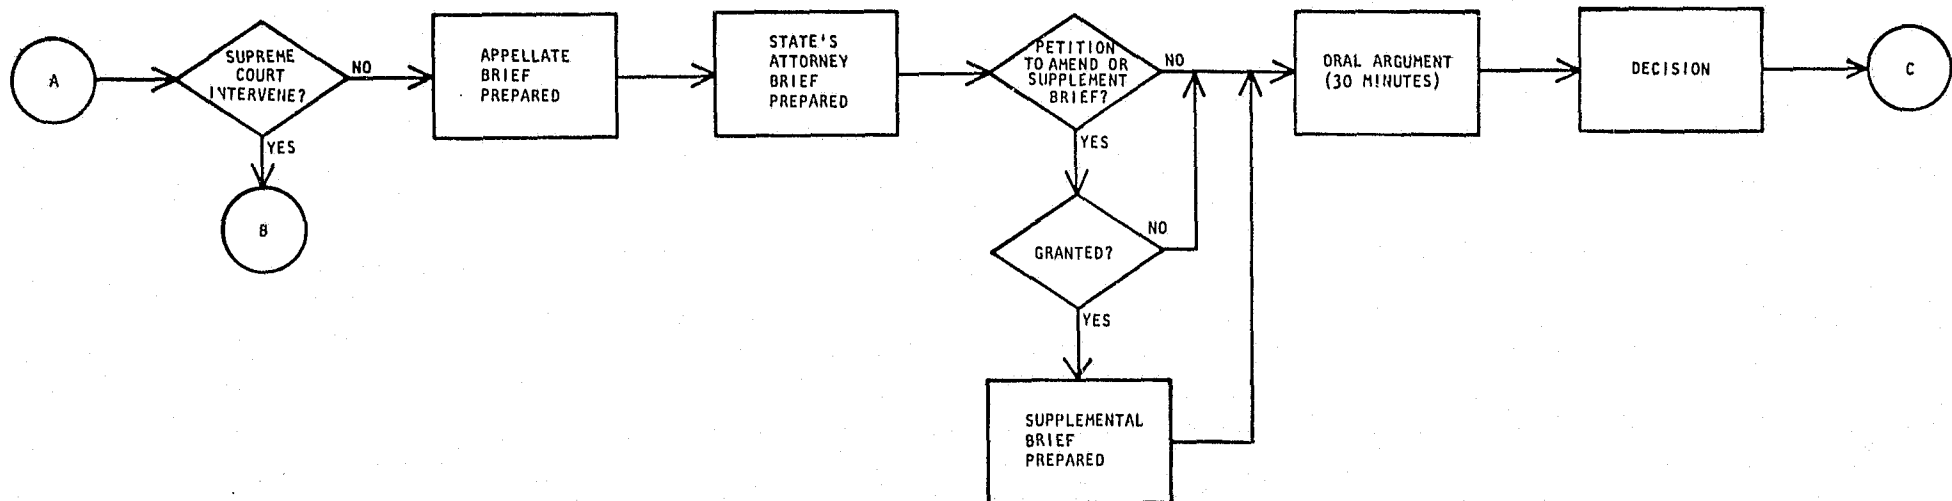 A
SUPREME
COURT
INTERVENE?
NO
YES
B
APPELLATE
BRIEF
PREPARED
STATE'S
ATTORNEY
BRIEF
PREPARED
PETITION
TO AMEND OR
SUPPLEMENT
BRIEF?
NO
YES
GRANTED?
NO
YES
SUPPLEMENTAL
BRIEF
PREPARED
ORAL ARGUMENT
(30 MINUTES)
DECISION
C